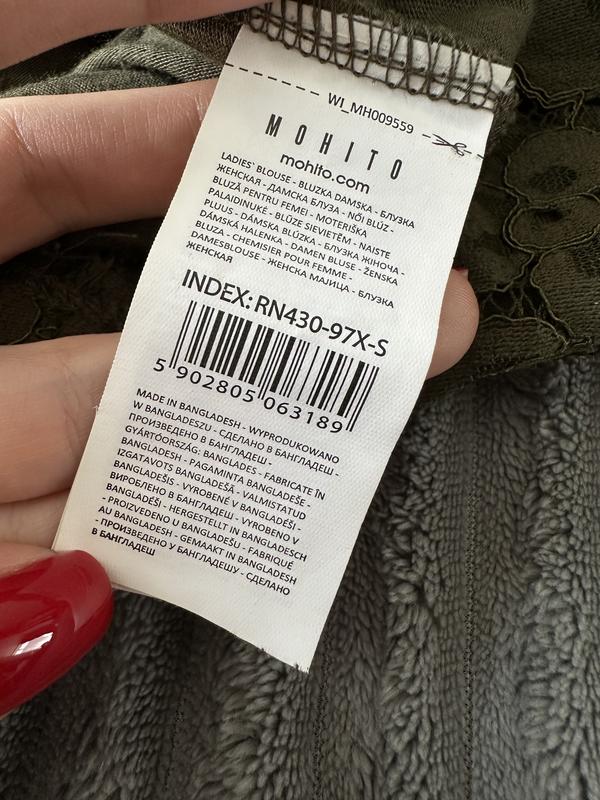 WI_MH009559
MOHITO
mohito.com
LADIES` BLOUSE - BLUZKA DAMSKA - БЛУЗКА
ЖЕНСКАЯ - ДАМСКА БЛУЗА - NŐI BLÚZ -
BLUZĂ PENTRU FEMEI - MOTERIŠKA
PALAIDINUKĖ - BLŪZE SIEVIETĒM - NAISTE
PLUUS - DÁMSKA BLÚZKA - БЛУЗКА ЖІНОЧА -
DÁMSKÁ HALENKA - DAMEN BLUSE - ŽENSKA
BLUZA - CHEMISIER POUR FEMME -
DAMESBLOUSE - ЖЕНСКА МАЈИЦА - БЛУЗКА
ЖЕНСКАЯ
INDEX: RN430-97X-S
5 902805 063189
MADE IN BANGLADESH - WYPRODUKOWANO
W BANGLADESZU - СДЕЛАНО В БАНГЛАДЕШ -
ПРОИЗВЕДЕНО В БАНГЛАДЕШ -
GYÁRTÓORSZÁG: BANGLADES - FABRICATE ÎN
BANGLADESH - PAGAMINTA BANGLADEŠE -
IZGATAVOTS BANGLADEŠĀ - VALMISTATUD
BANGLADEŠIS - VYROBENÉ V BANGLADÉŠI -
ВИРОБЛЕНО В БАНГЛАДЕШ - VYROBENO V
BANGLADÉŠI - HERGESTELLT IN BANGLADESCH
- PROIZVEDENO U BANGLADEŠU - FABRIQUÉ
AU BANGLADESH - GEMAAKT IN BANGLADESH
- ПРОИЗВЕДЕНО У БАНГЛАДЕШУ - СДЕЛАНО
В БАНГЛАДЕШ